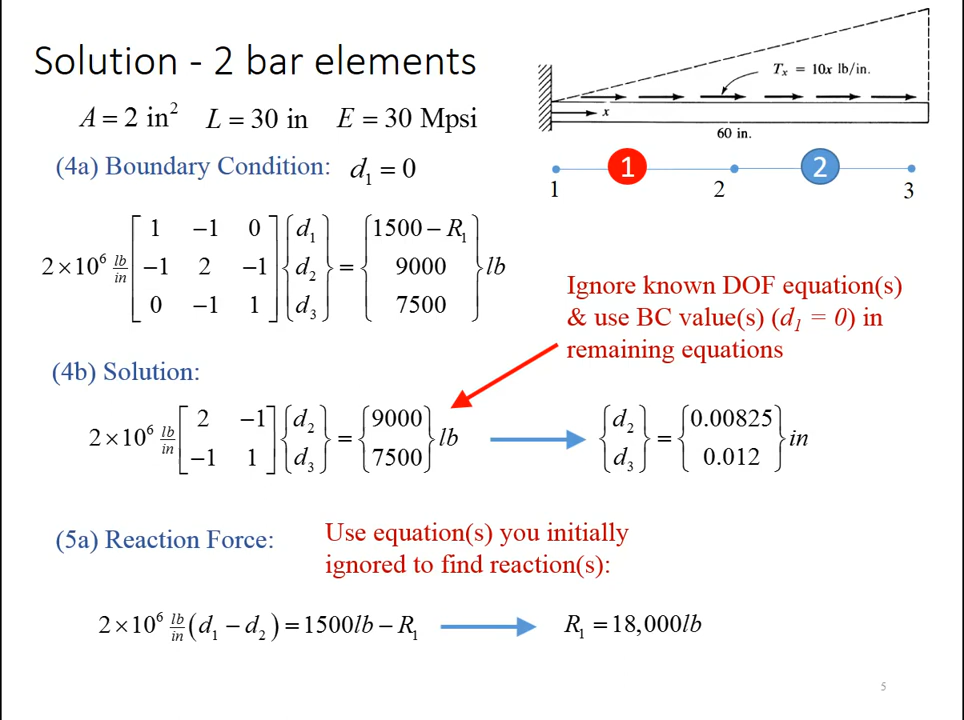 Solution - 2 bar elements
A = 2 in² L = 30 in E = 30 Mpsi
Tₓ = 10x lb/in.
x
60 in.
1 2
1 2 3
(4a) Boundary Condition: d₁ = 0
2×10⁶ lb/in [1 −1 0; −1 2 −1; 0 −1 1] {d₁; d₂; d₃} = {1500 − R₁; 9000; 7500} lb
Ignore known DOF equation(s)
& use BC value(s) (d₁ = 0) in
remaining equations
(4b) Solution:
2×10⁶ lb/in [2 −1; −1 1] {d₂; d₃} = {9000; 7500} lb {d₂; d₃} = {0.00825; 0.012} in
(5a) Reaction Force:
Use equation(s) you initially
ignored to find reaction(s):
2×10⁶ lb/in (d₁ − d₂) = 1500lb − R₁ R₁ = 18,000lb
5